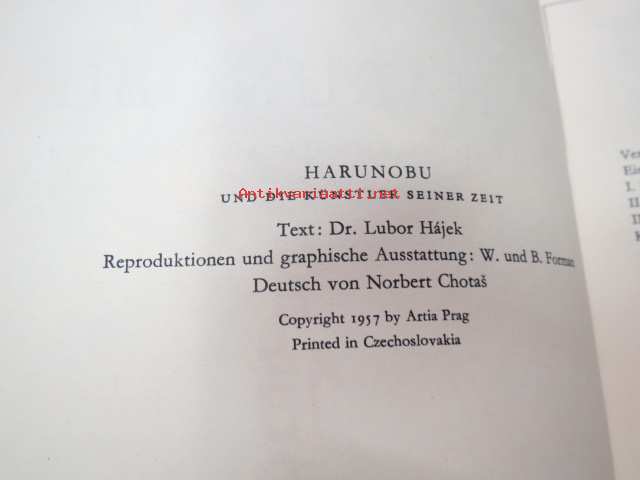 HARUNOBU
UND DIE KÜNSTLER SEINER ZEIT
Antikvariaatti.net
Text: Dr. Lubor Hájek
Reproduktionen und graphische Ausstattung: W. und B. Forman
Deutsch von Norbert Chotaš
Copyright 1957 by Artia Prag
Printed in Czechoslovakia
I.